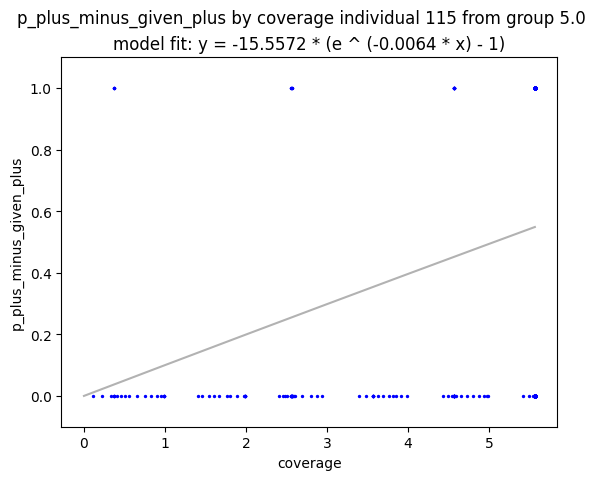 p_plus_minus_given_plus by coverage individual 115 from group 5.0
model fit: y = -15.5572 * (e ^ (-0.0064 * x) - 1)
p_plus_minus_given_plus
1.0
0.8
0.6
0.4
0.2
0.0
0 1 2 3 4 5
coverage